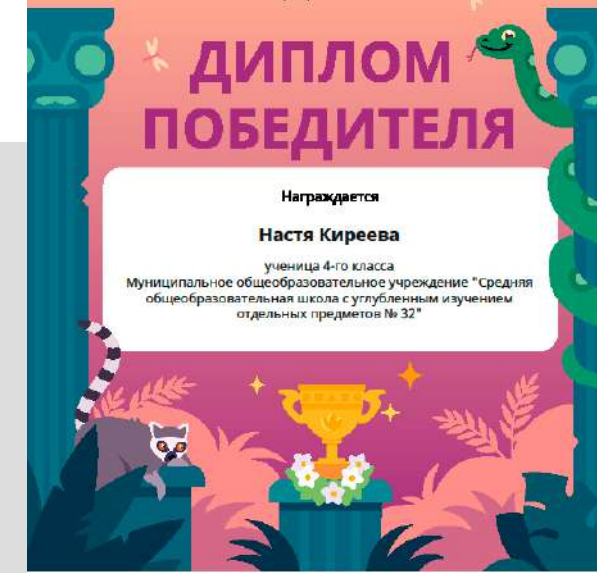 ДИПЛОМ
ПОБЕДИТЕЛЯ
Награждается
Настя Киреева
ученица 4-го класса
Муниципальное общеобразовательное учреждение "Средняя
общеобразовательная школа с углубленным изучением
отдельных предметов № 32"